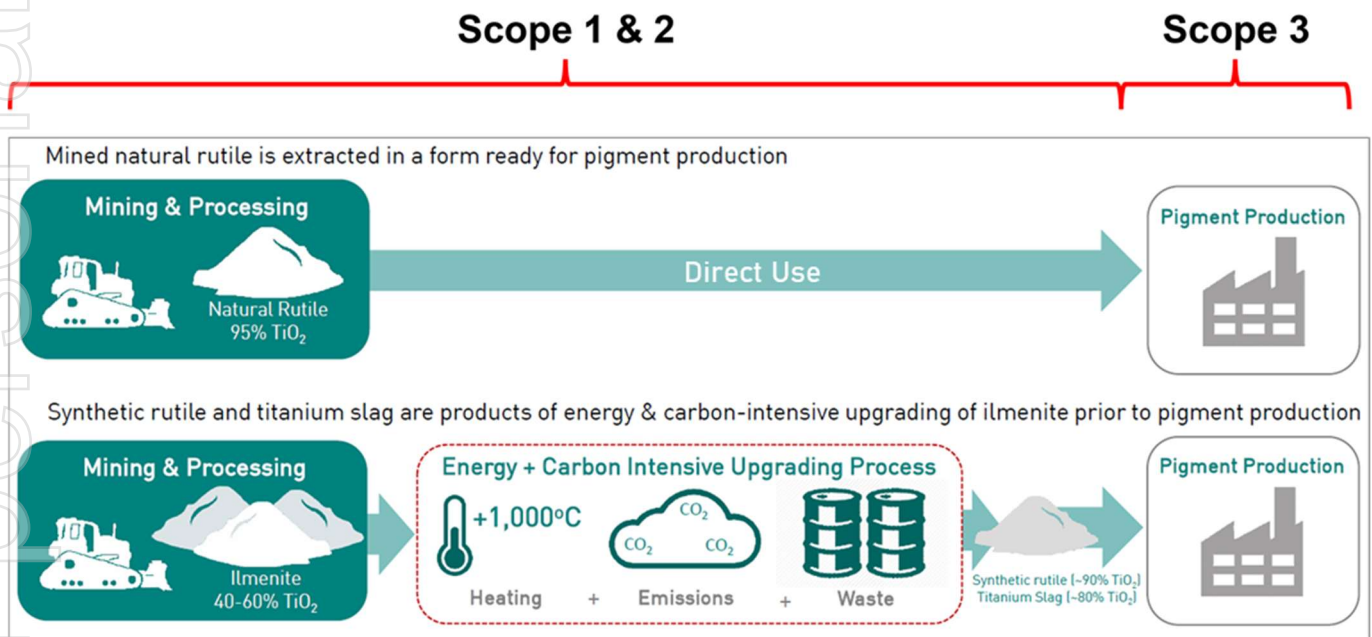 Scope 1 & 2
Scope 3
Mined natural rutile is extracted in a form ready for pigment production
Mining & Processing
Natural Rutile
95% TiO₂
Direct Use
Pigment Production
Synthetic rutile and titanium slag are products of energy & carbon-intensive upgrading of ilmenite prior to pigment production
Mining & Processing
Ilmenite
40-60% TiO₂
Energy + Carbon Intensive Upgrading Process
+1,000ºC
CO₂
CO₂
CO₂
Heating + Emissions + Waste
Synthetic rutile (~90% TiO₂)
Titanium Slag (~80% TiO₂)
Pigment Production